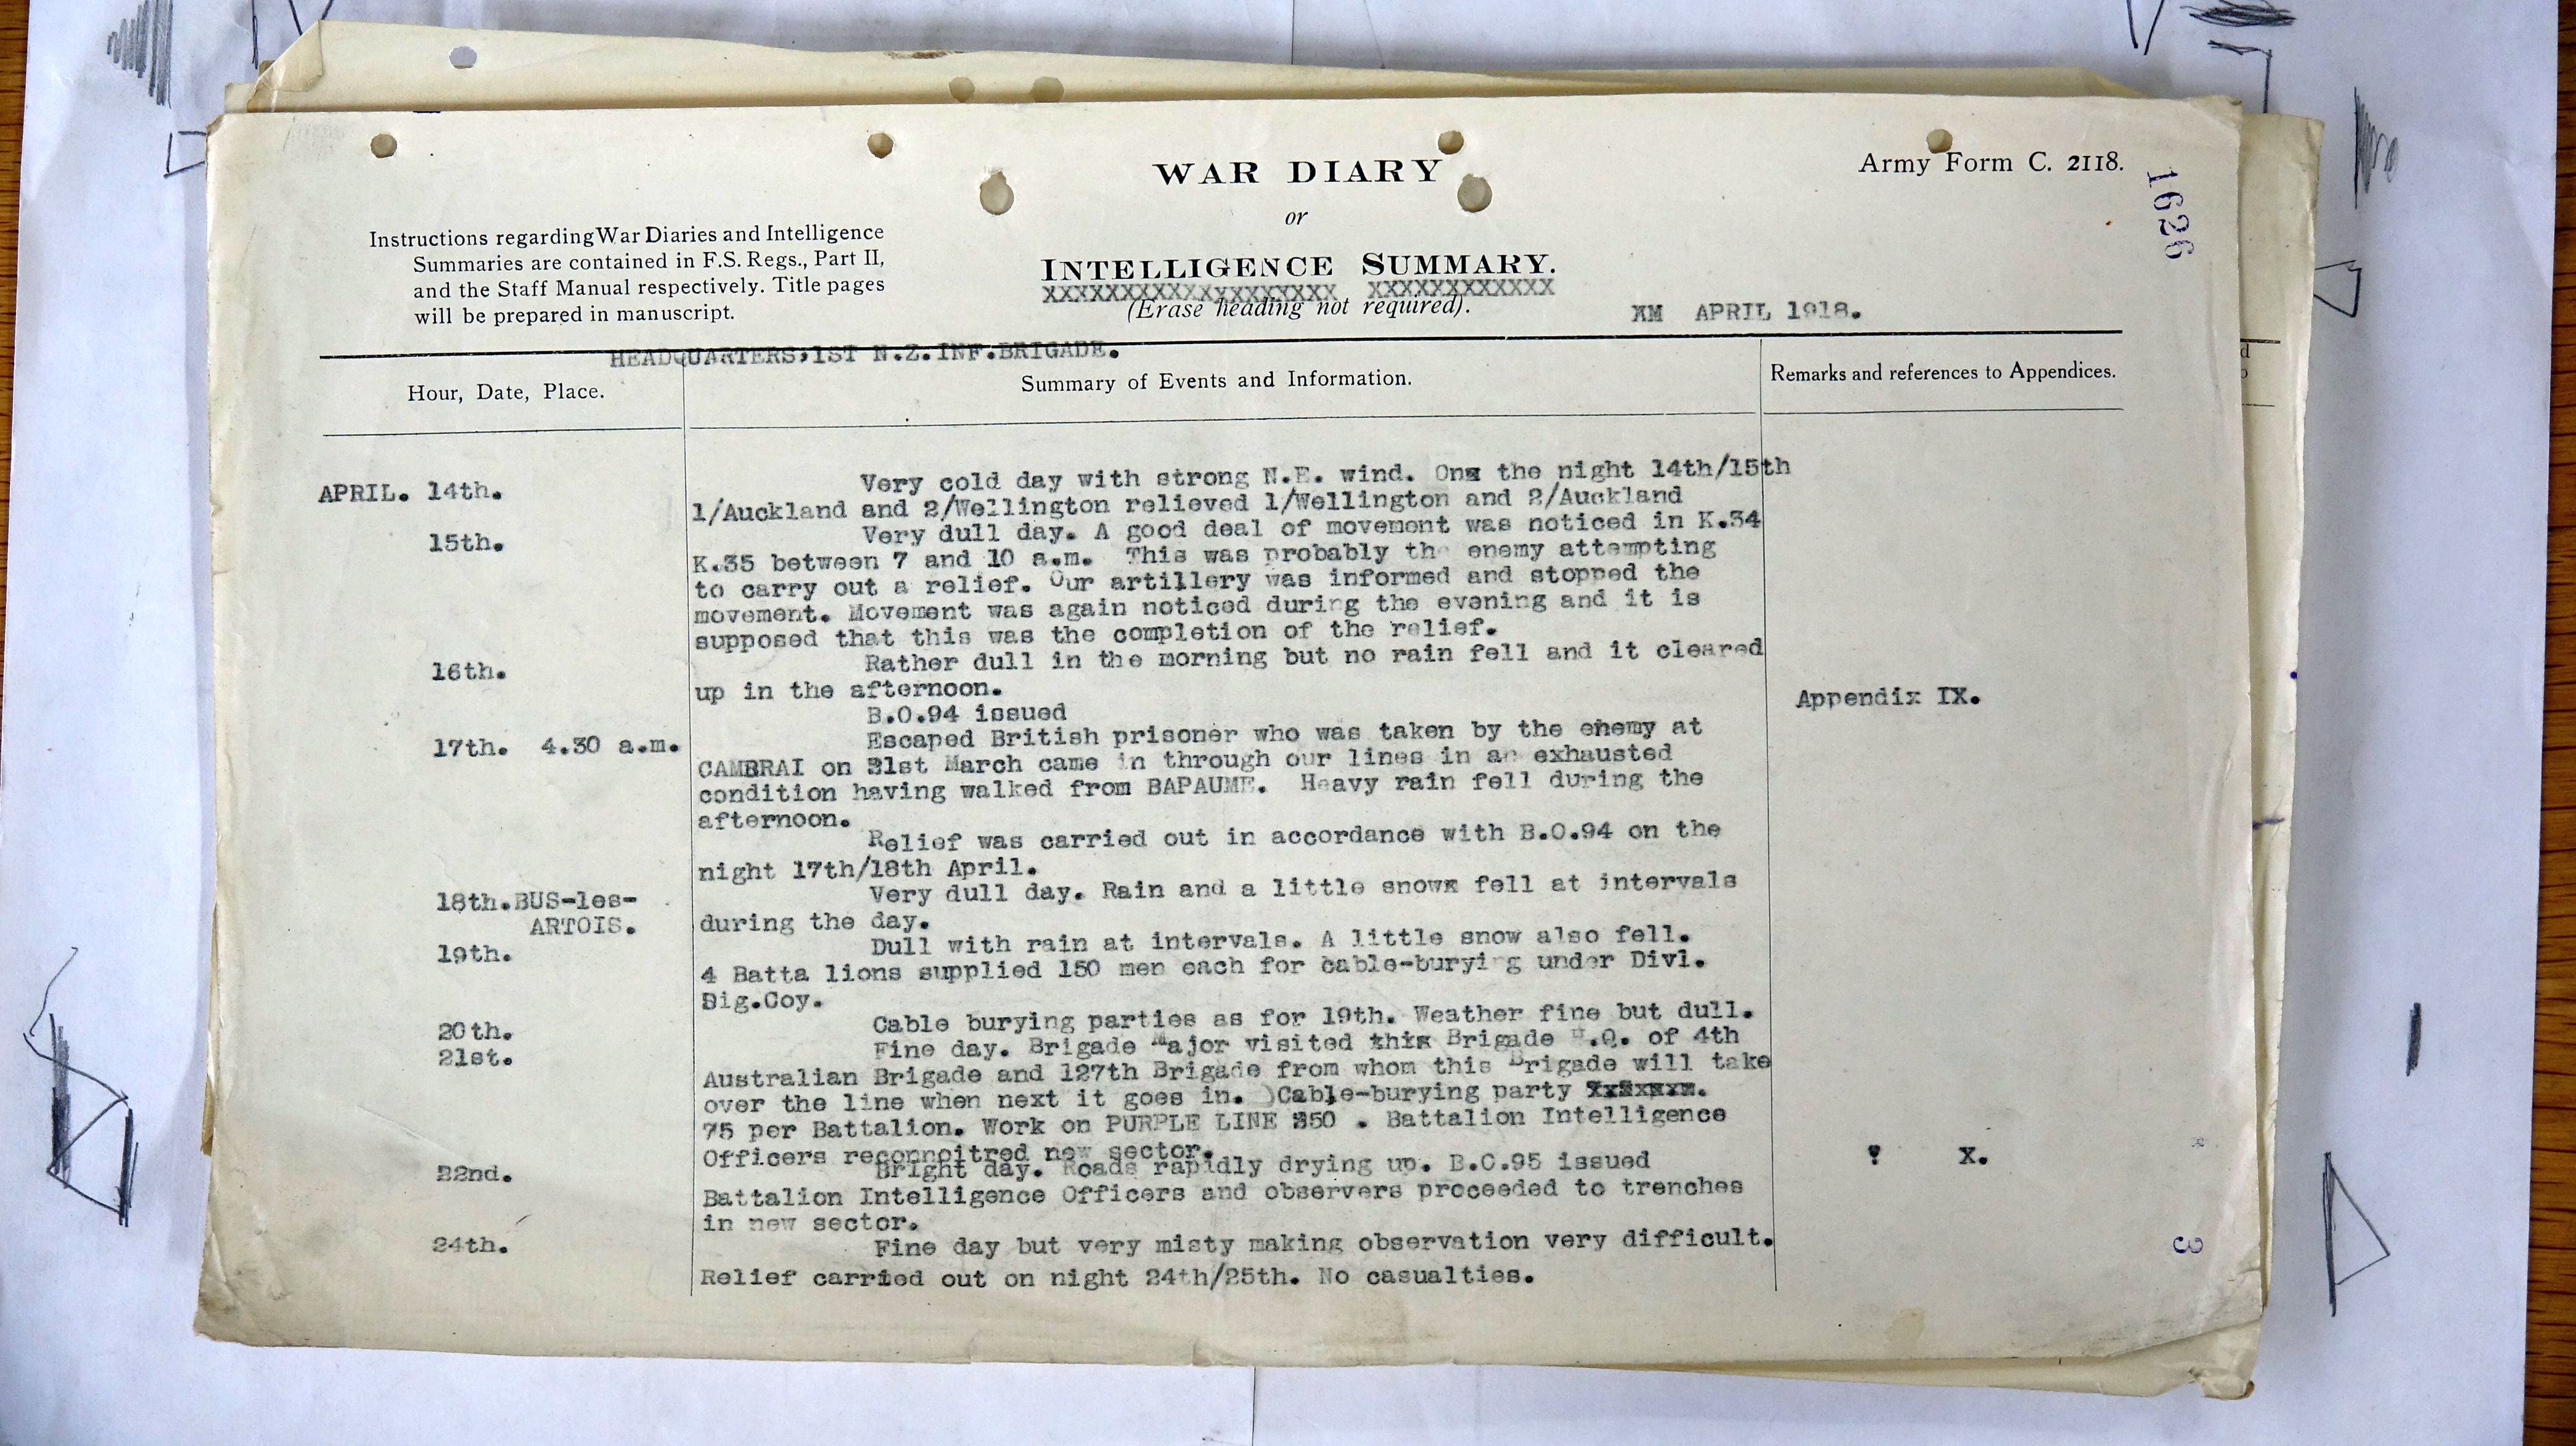 WAR DIARY
or
INTELLIGENCE SUMMARY.
XXXXXXXXXXXXXXXXXXX XXXXXXXXXXXX
(Erase heading not required).
Army Form C. 2118.
1626
Instructions regarding War Diaries and Intelligence
Summaries are contained in F.S. Regs., Part II,
and the Staff Manual respectively. Title pages
will be prepared in manuscript.
XM APRIL 1918.
HEADQUARTERS,1ST N.Z.INF.BRIGADE.
Hour, Date, Place.
Summary of Events and Information.
Remarks and references to Appendices.
APRIL. 14th.
Very cold day with strong N.E. wind. Onx the night 14th/15th
1/Auckland and 2/Wellington relieved 1/Wellington and 2/Auckland
15th.
Very dull day. A good deal of movement was noticed in K.34
K.35 between 7 and 10 a.m. This was probably the enemy attempting
to carry out a relief. Our artillery was informed and stopped the
movement. Movement was again noticed during the evening and it is
supposed that this was the completion of the relief.
16th.
Rather dull in the morning but no rain fell and it cleared
up in the afternoon.
B.O.94 issued
Appendix IX.
17th. 4.30 a.m.
Escaped British prisoner who was taken by the enemy at
CAMBRAI on 21st March came in through our lines in an exhausted
condition having walked from BAPAUME. Heavy rain fell during the
afternoon.
Relief was carried out in accordance with B.O.94 on the
night 17th/18th April.
18th.BUS-les-
ARTOIS.
Very dull day. Rain and a little snowx fell at intervals
during the day.
19th.
Dull with rain at intervals. A little snow also fell.
4 Batta lions supplied 150 men each for cable-burying under Divl.
Sig.Coy.
20th.
Cable burying parties as for 19th. Weather fine but dull.
21st.
Fine day. Brigade Major visited thix Brigade H.Q. of 4th
Australian Brigade and 127th Brigade from whom this Brigade will take
over the line when next it goes in. )Cable-burying party
75 per Battalion. Work on PURPLE LINE 350 . Battalion Intelligence
Officers reconnoitred new sector.
22nd.
Bright day. Roads rapidly drying up. B.O.95 issued
" X.
Battalion Intelligence Officers and observers proceeded to trenches
in new sector.
24th.
Fine day but very misty making observation very difficult.
Relief carried out on night 24th/25th. No casualties.
3